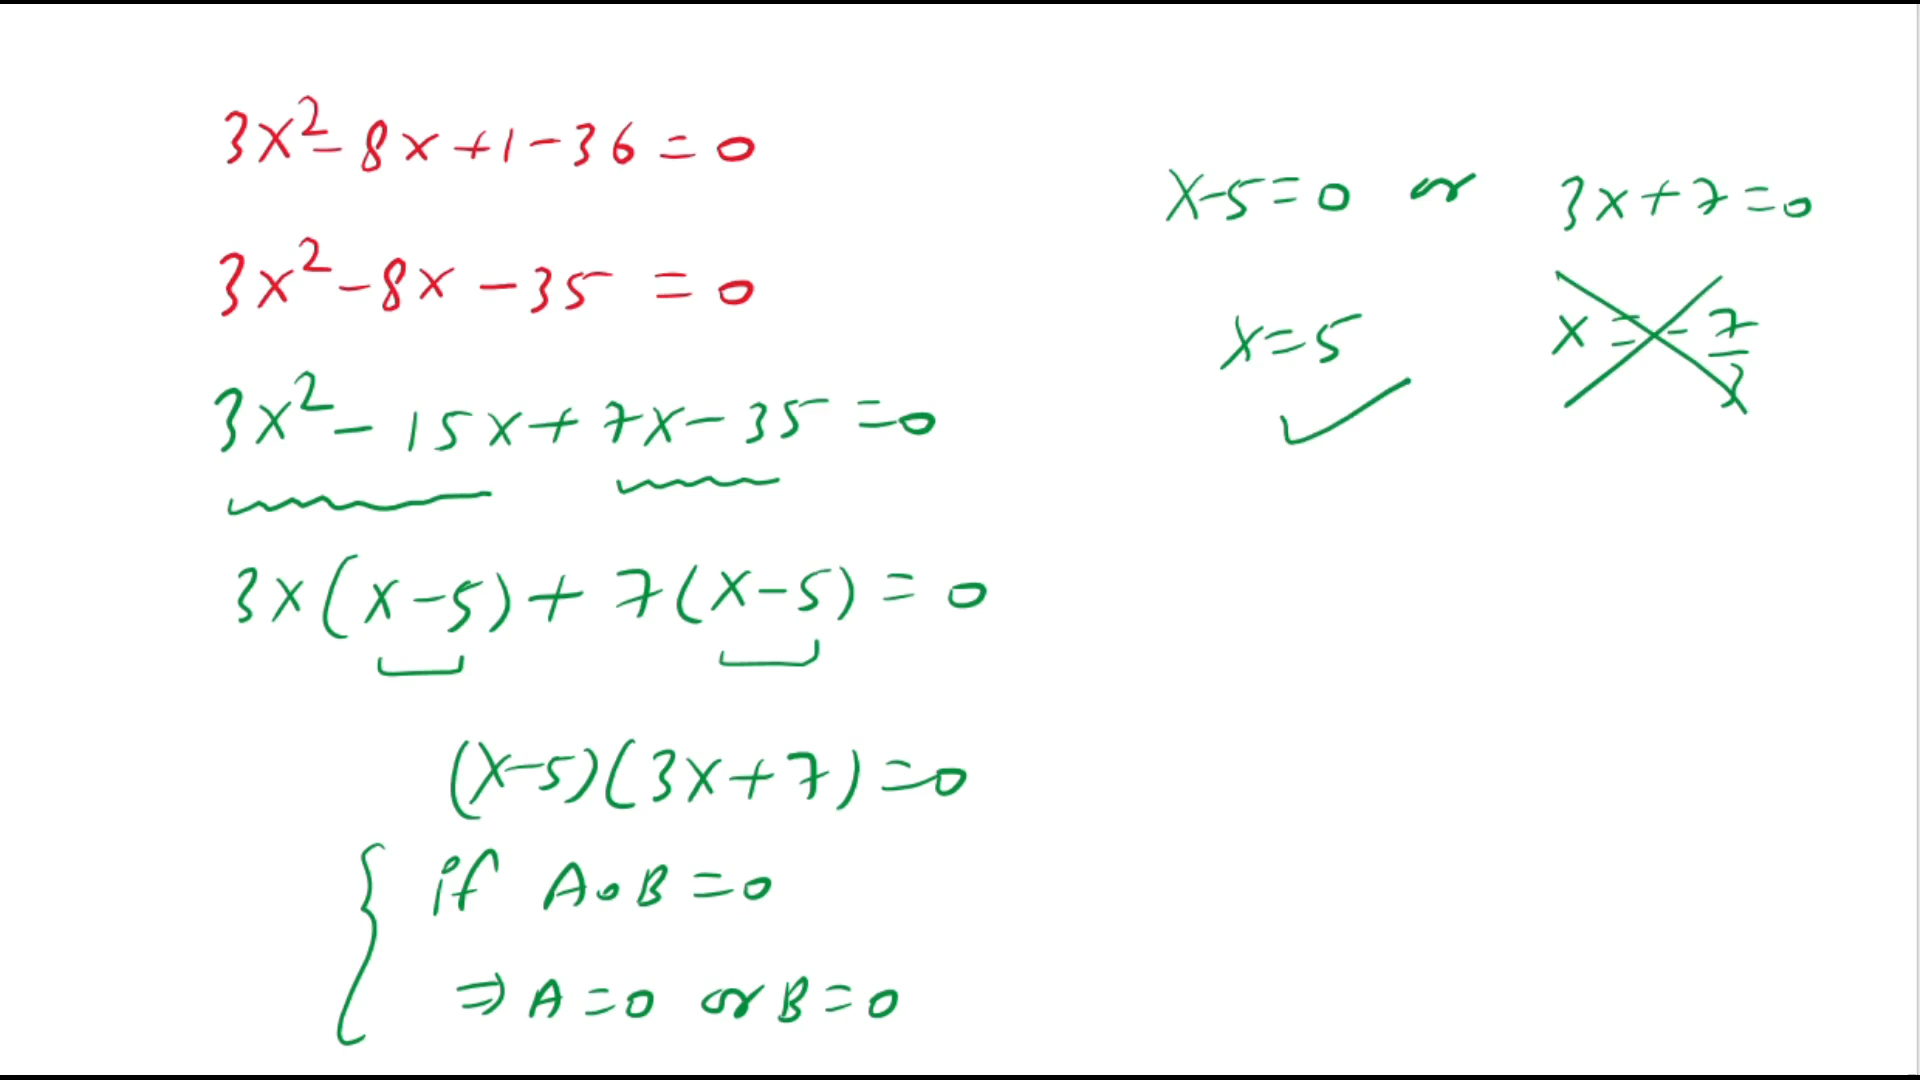 3x² - 8x + 1 - 36 = 0
3x² - 8x - 35 = 0
3x² - 15x + 7x - 35 = 0
3x(x - 5) + 7(x - 5) = 0
(x - 5)(3x + 7) = 0
if A∘B = 0
⇒ A = 0 or B = 0
x - 5 = 0 or 3x + 7 = 0
x = 5 x = - 7/3